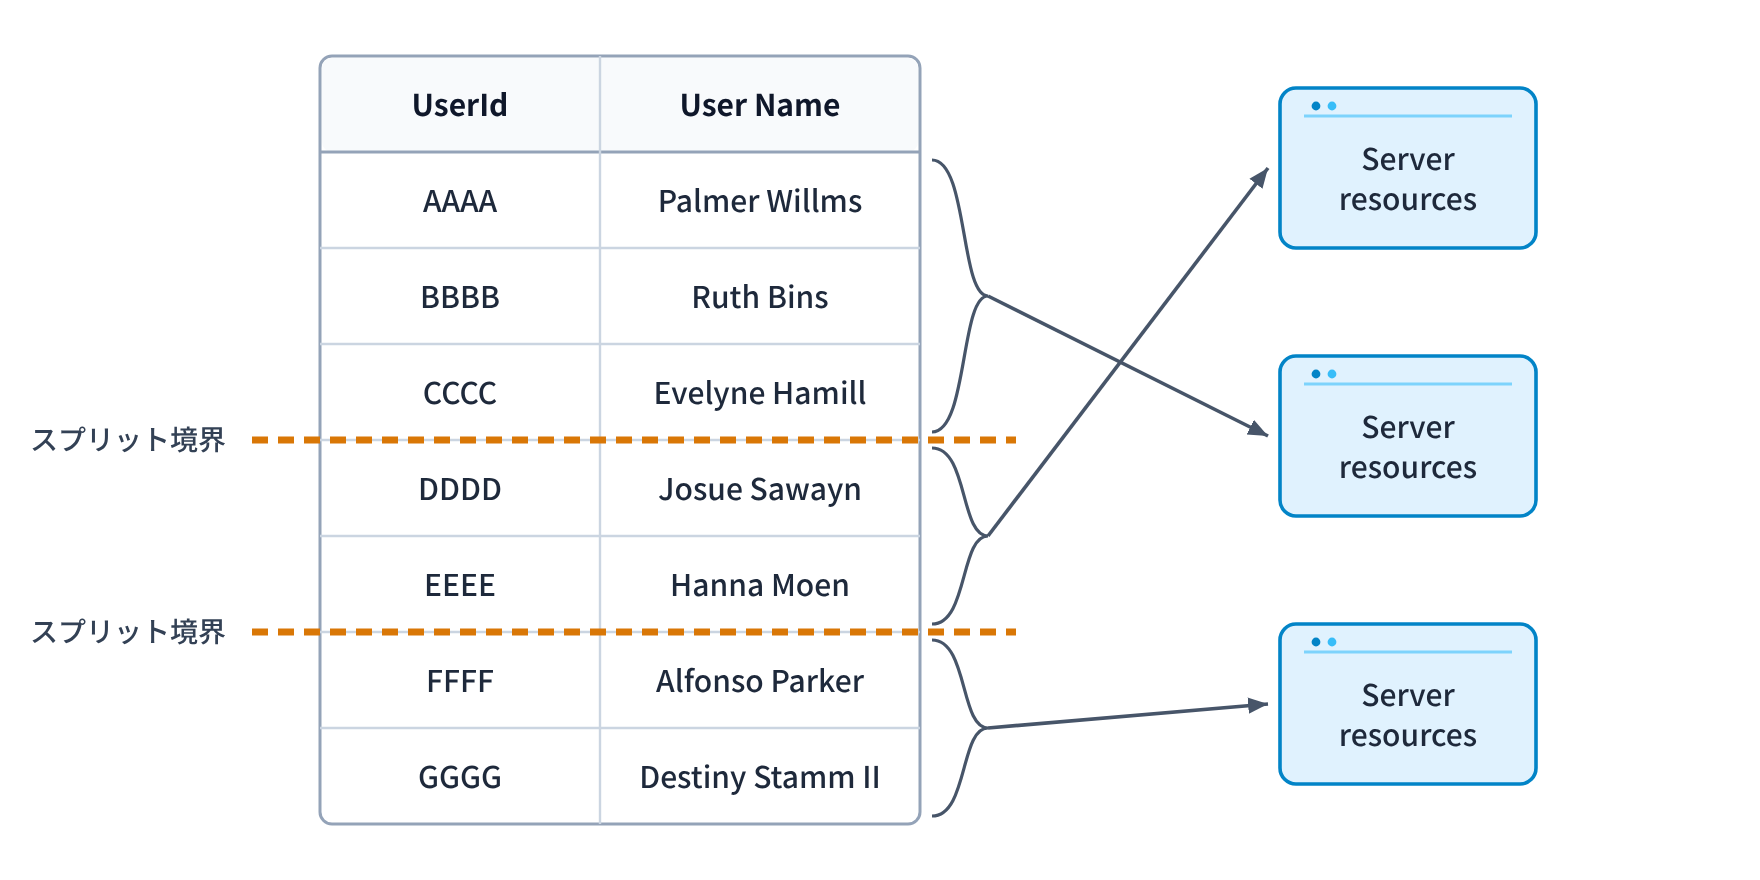 UserId User Name
AAAA Palmer Willms
BBBB Ruth Bins
CCCC Evelyne Hamill
スプリット境界
DDDD Josue Sawayn
EEEE Hanna Moen
スプリット境界
FFFF Alfonso Parker
GGGG Destiny Stamm II
Server
resources
Server
resources
Server
resources